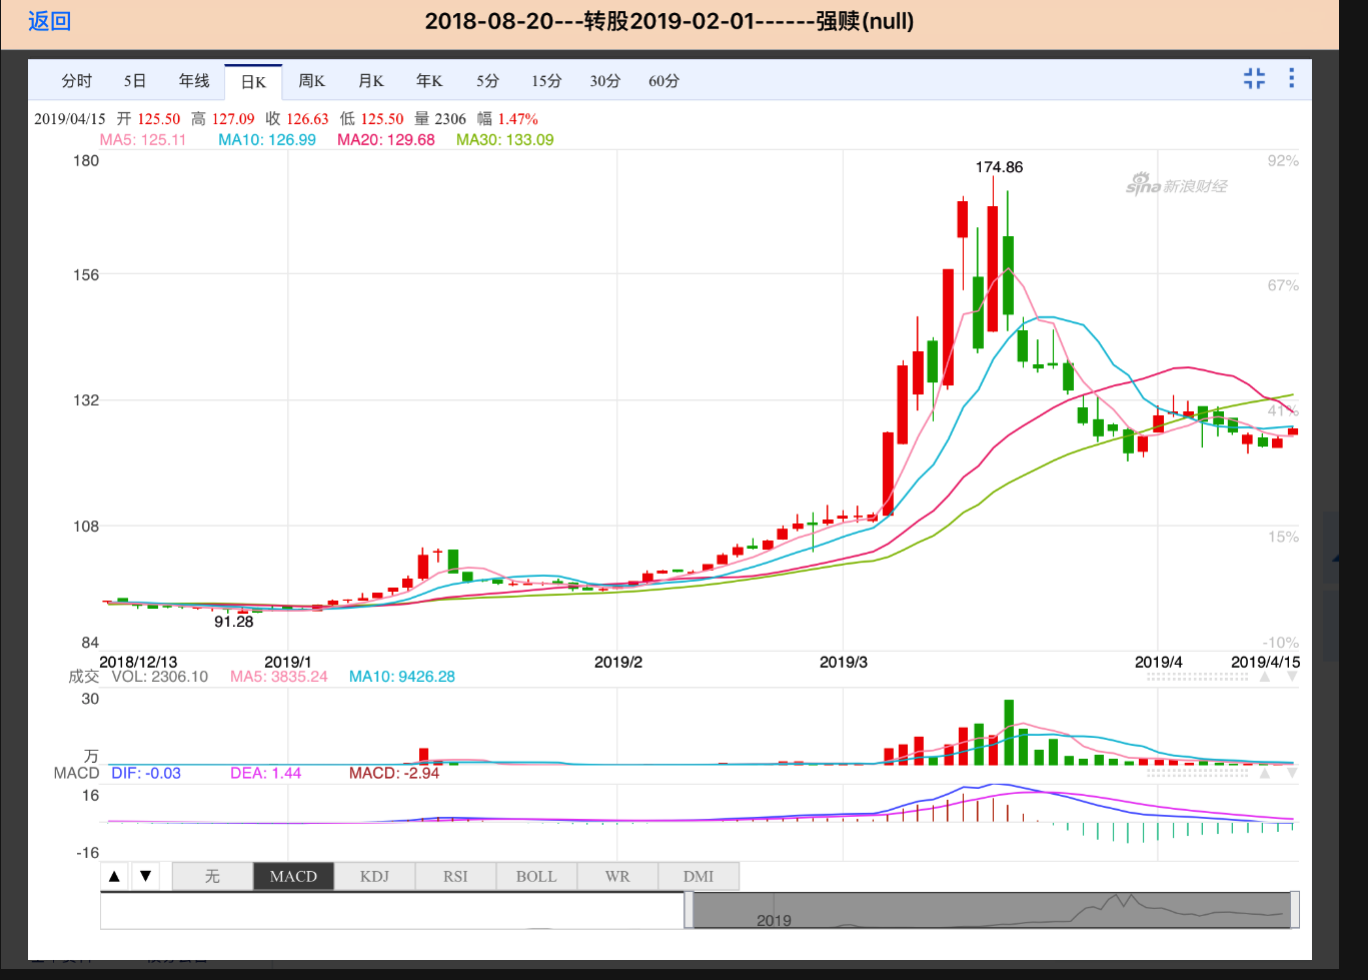 返回 2018-08-20---转股2019-02-01------强赎(null)
分时 5日 年线 日K 周K 月K 年K 5分 15分 30分 60分
2019/04/15 开 125.50 高 127.09 收 126.63 低 125.50 量 2306 幅 1.47%
MA5: 125.11 MA10: 126.99 MA20: 129.68 MA30: 133.09
180 92%
174.86
sina 新浪财经
156 67%
132 41%
108 15%
91.28
84 -10%
2018/12/13 2019/1 2019/2 2019/3 2019/4 2019/4/15
成交 VOL: 2306.10 MA5: 3835.24 MA10: 9426.28
30
万
MACD DIF: -0.03 DEA: 1.44 MACD: -2.94
16
-16
▲ ▼ 无 MACD KDJ RSI BOLL WR DMI
2019